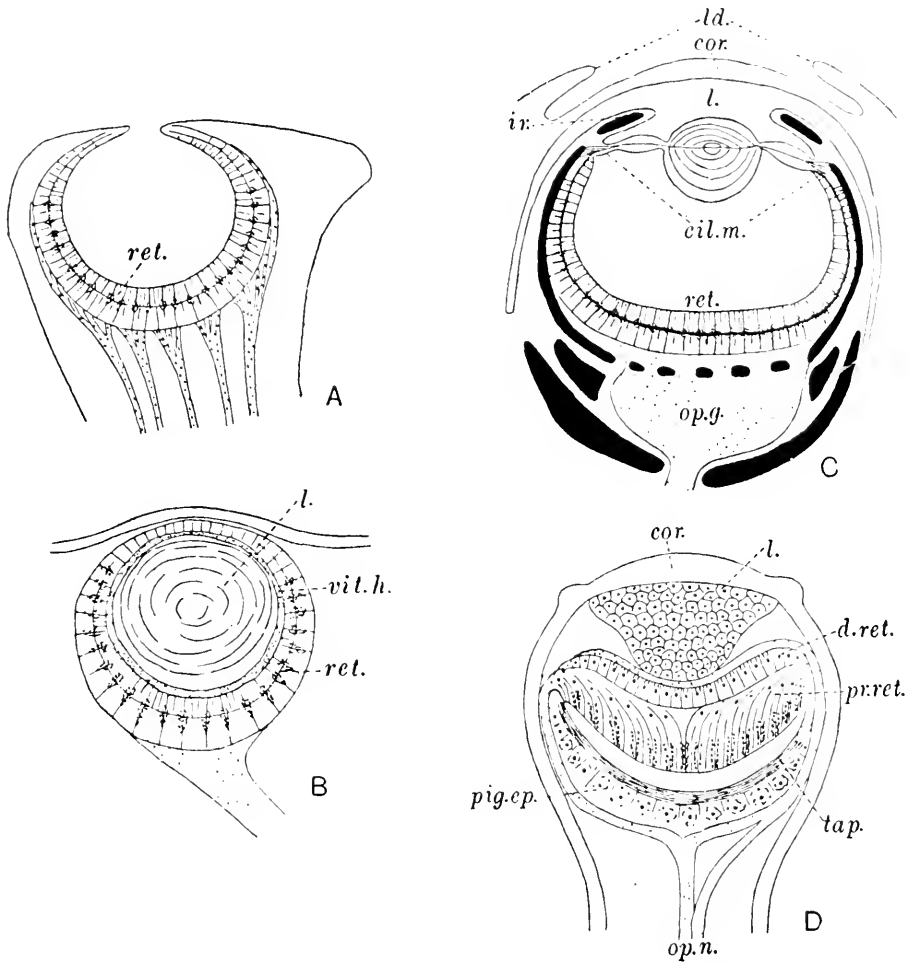 ret.
A
ld.
cor.
l.
ir.
cil.m.
ret.
op.g.
C
l.
vit.h.
ret.
B
cor.
l.
d.ret.
pr.ret.
pig.ep.
tap.
D
op.n.